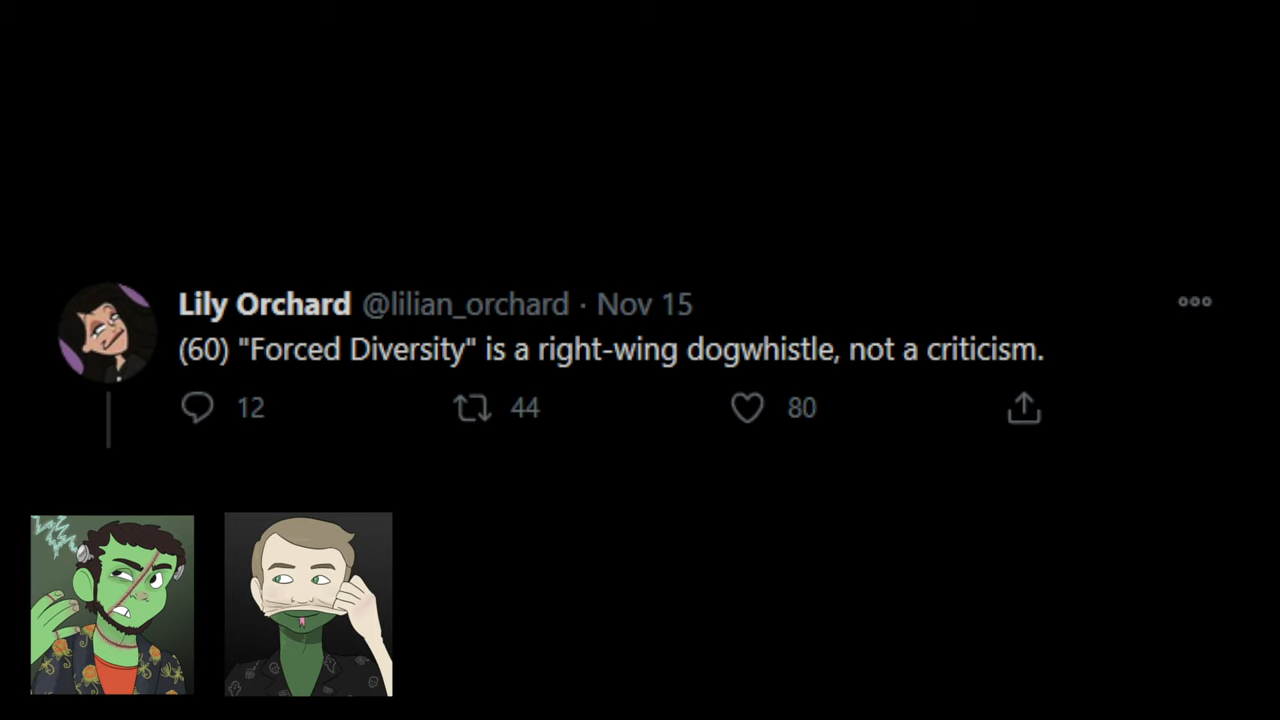 Lily Orchard @lilian_orchard · Nov 15
(60) "Forced Diversity" is a right-wing dogwhistle, not a criticism.
12 44 80